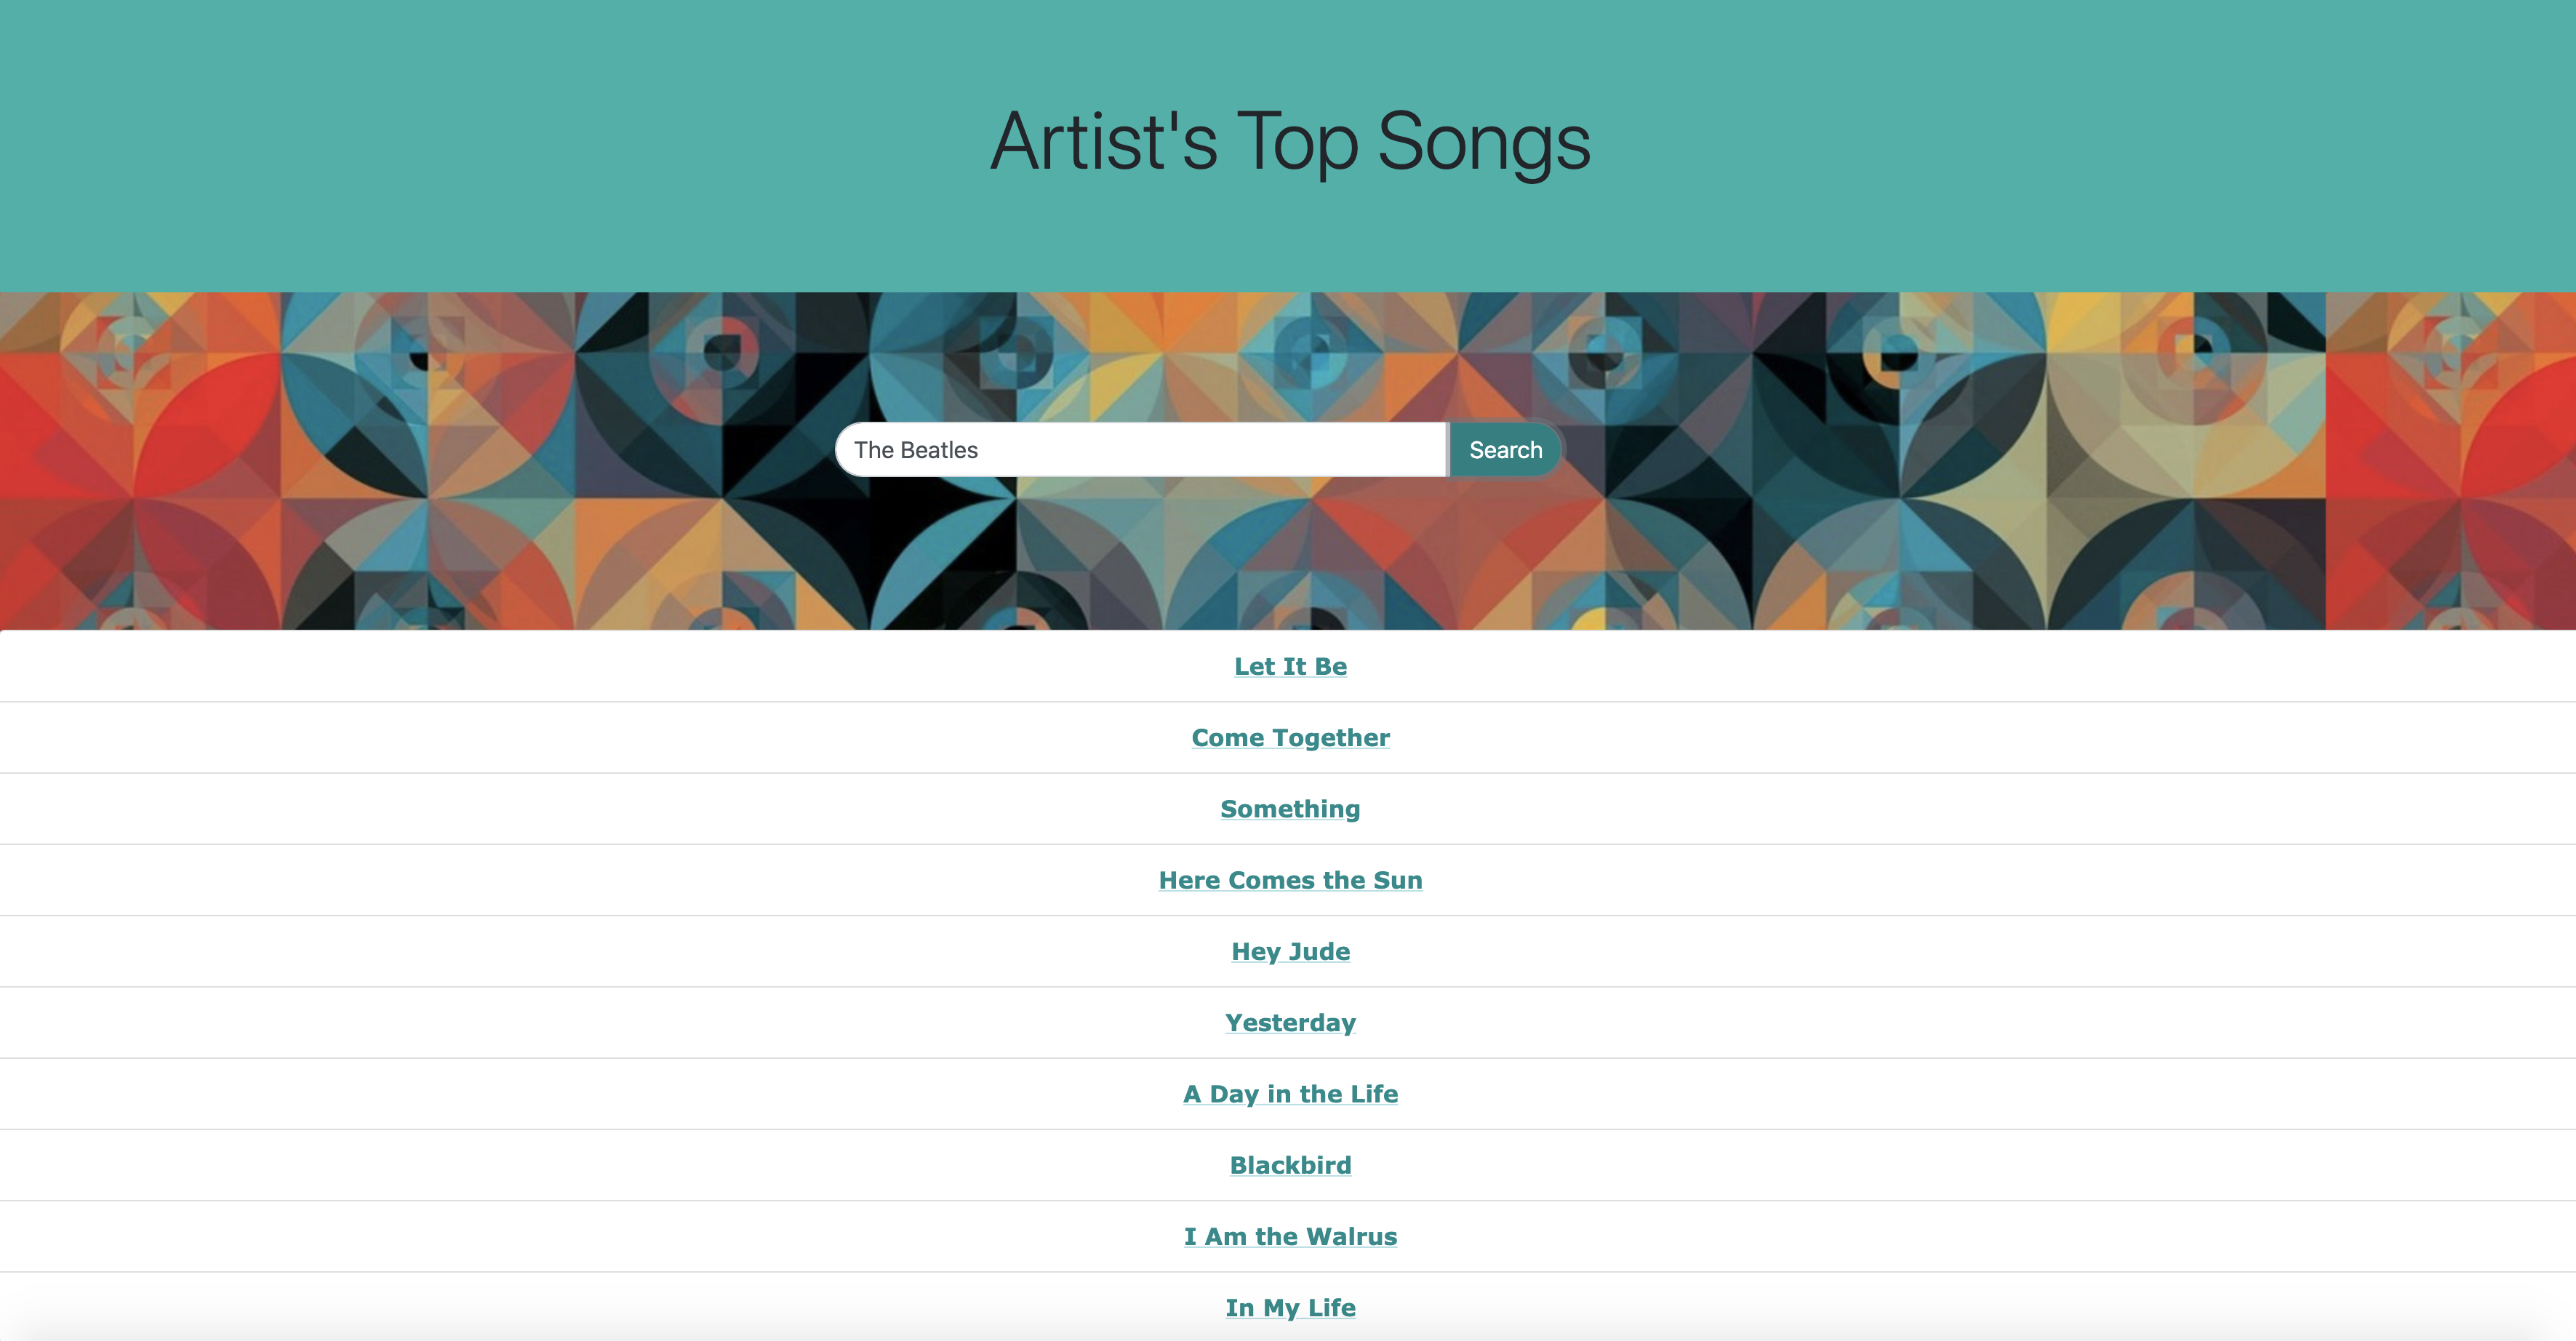 Artist's Top Songs
The Beatles Search
Let It Be
Come Together
Something
Here Comes the Sun
Hey Jude
Yesterday
A Day in the Life
Blackbird
I Am the Walrus
In My Life